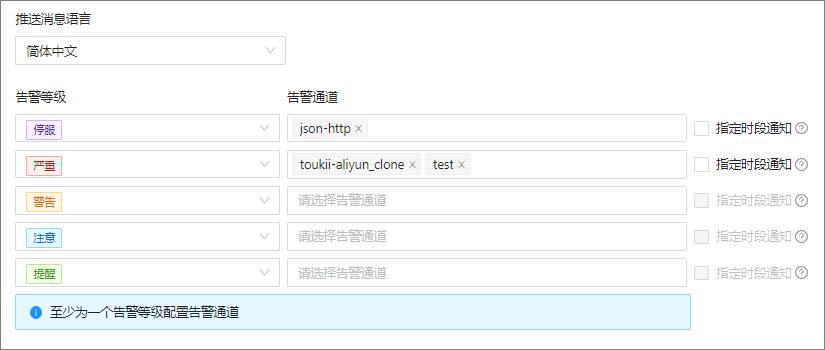 推送消息语言
简体中文
告警等级 告警通道
停服 json-http × 指定时段通知
严重 toukii-aliyun_clone × test × 指定时段通知
警告 请选择告警通道 指定时段通知
注意 请选择告警通道 指定时段通知
提醒 请选择告警通道 指定时段通知
至少为一个告警等级配置告警通道